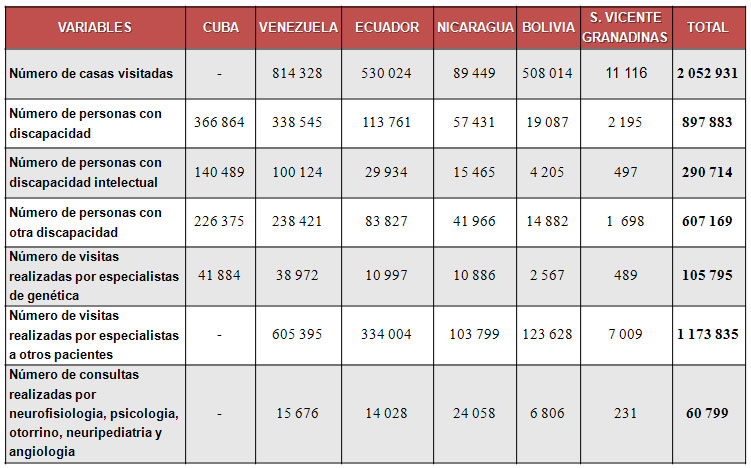 VARIABLES CUBA VENEZUELA ECUADOR NICARAGUA BOLIVIA S. VICENTE GRANADINAS TOTAL
Número de casas visitadas - 814 328 530 024 89 449 508 014 11 116 2 052 931
Número de personas con
discapacidad 366 864 338 545 113 761 57 431 19 087 2 195 897 883
Número de personas con
discapacidad intelectual 140 489 100 124 29 934 15 465 4 205 497 290 714
Número de personas con
otra discapacidad 226 375 238 421 83 827 41 966 14 882 1 698 607 169
Número de visitas
realizadas por especialistas 41 884 38 972 10 997 10 886 2 567 489 105 795
de genética
Número de visitas
realizadas por especialistas - 605 395 334 004 103 799 123 628 7 009 1 173 835
a otros pacientes
Número de consultas
realizadas por
neurofisiologia, psicologia, - 15 676 14 028 24 058 6 806 231 60 799
otorrino, neuripediatria y
angiologia